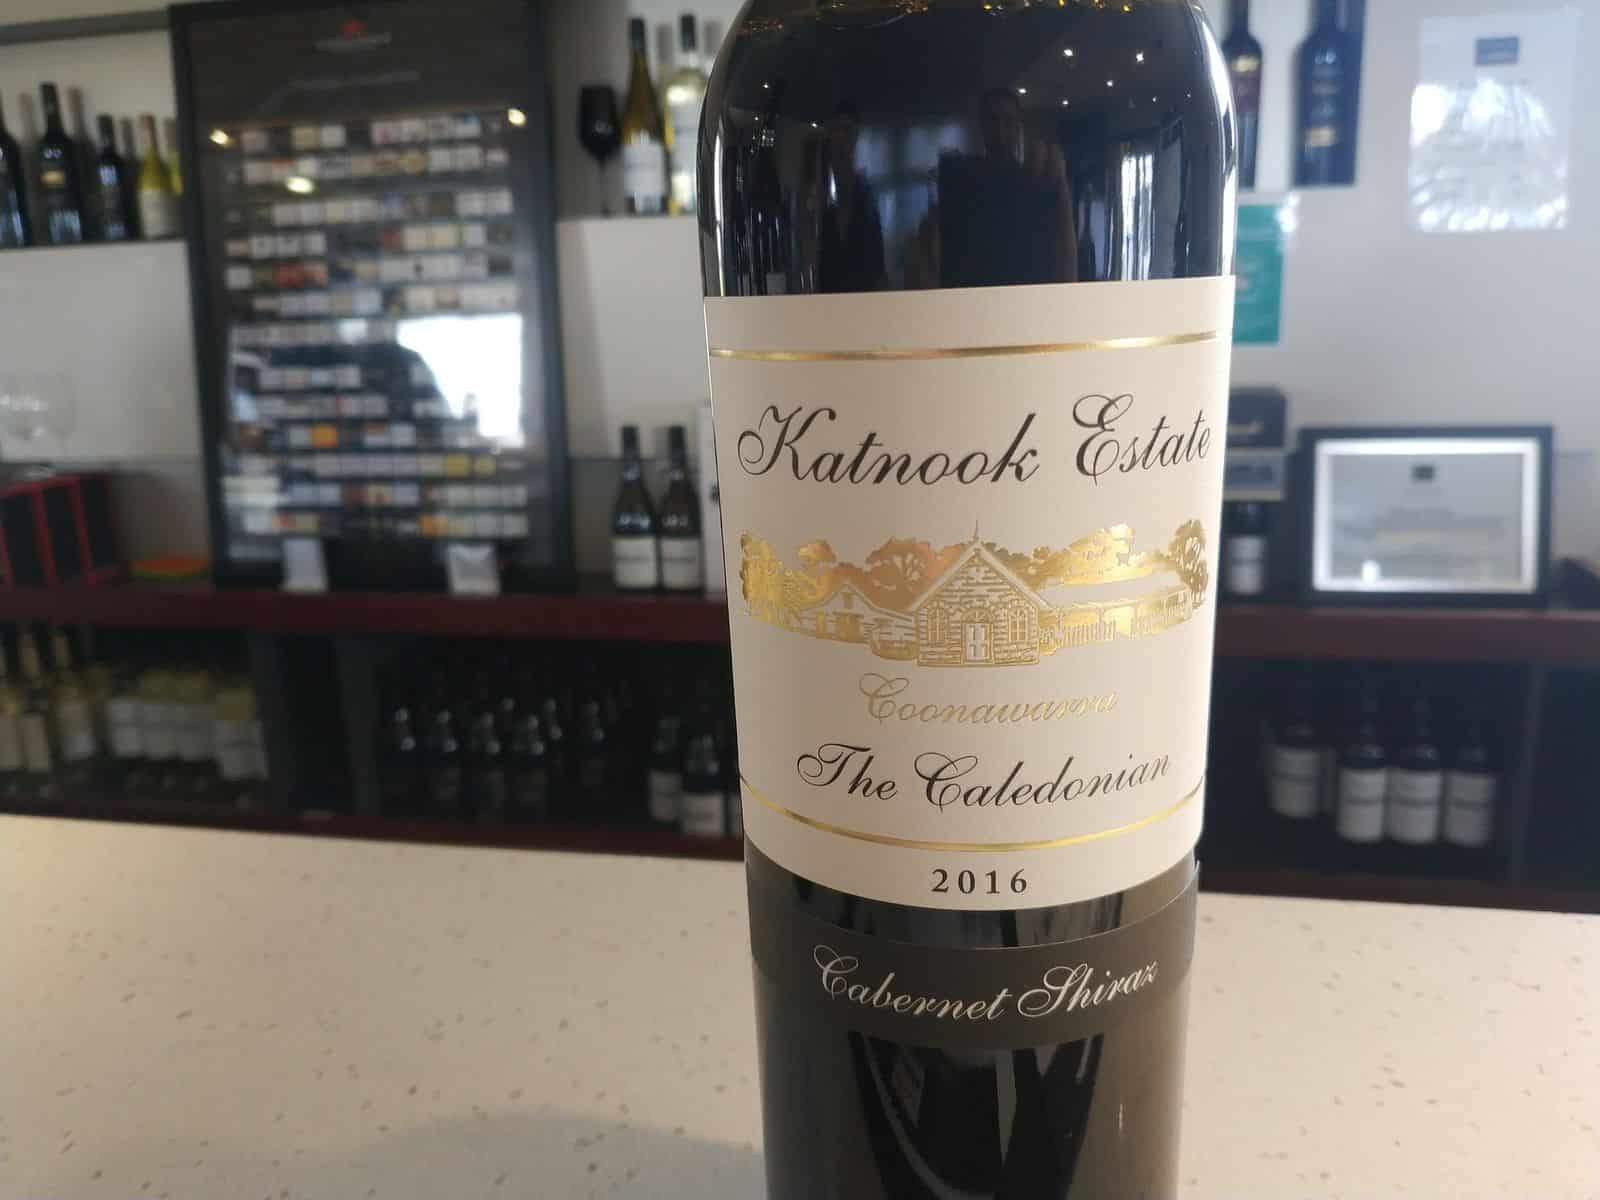 Katnook Estate
Coonawarra
The Caledonian
2016
Cabernet Shiraz